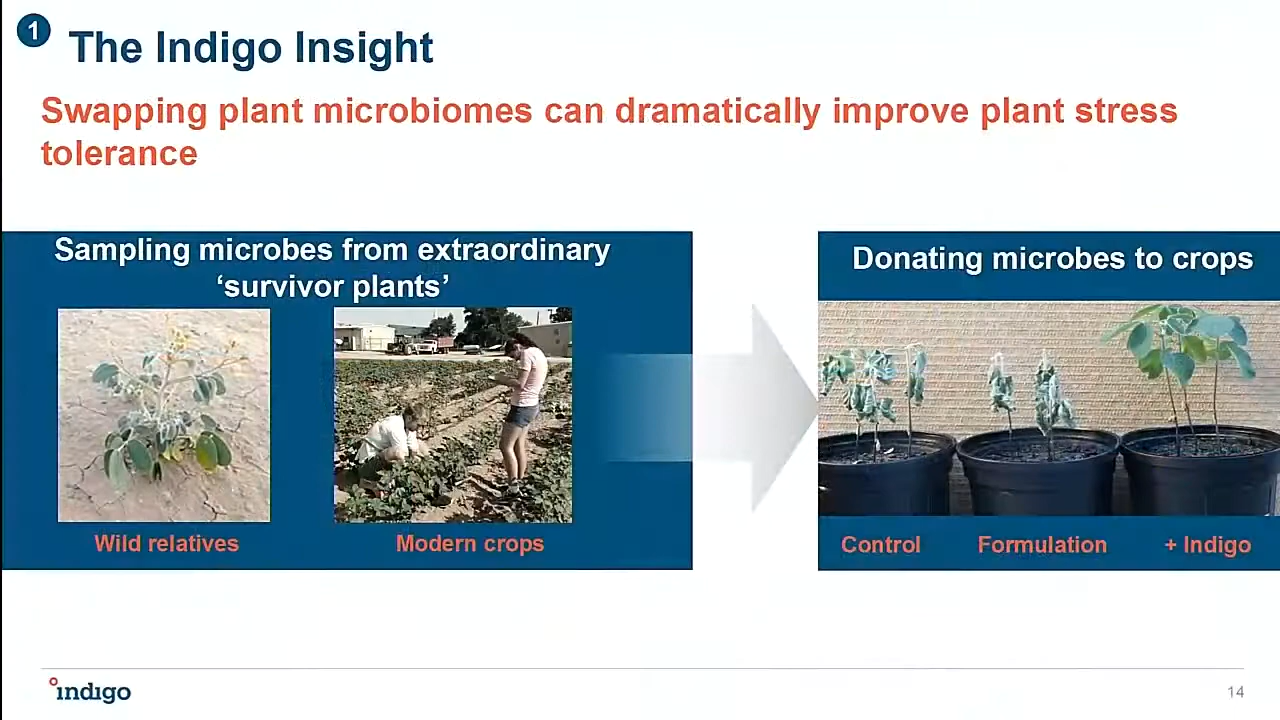 1
The Indigo Insight
Swapping plant microbiomes can dramatically improve plant stress
tolerance
Sampling microbes from extraordinary
‘survivor plants’
Wild relatives
Modern crops
Donating microbes to crops
Control
Formulation
+ Indigo
indigo
14